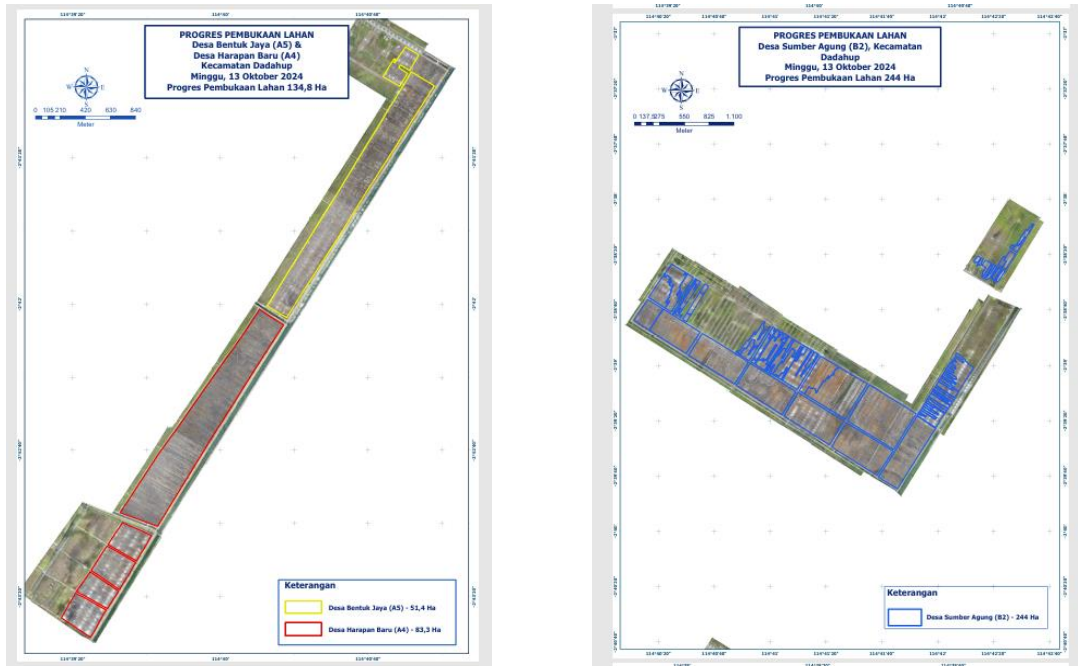 PROGRES PEMBUKAAN LAHAN
Desa Bentuk Jaya (A5) &
Desa Harapan Baru (A4)
Kecamatan Dadahup
Minggu, 13 Oktober 2024
Progres Pembukaan Lahan 134,8 Ha
N
W E
S
0 105 210 420 630 840
Meter
Keterangan
Desa Bentuk Jaya (A5) - 51,4 Ha
Desa Harapan Baru (A4) - 83,3 Ha
PROGRES PEMBUKAAN LAHAN
Desa Sumber Agung (B2), Kecamatan
Dadahup
Minggu, 13 Oktober 2024
Progres Pembukaan Lahan 244 Ha
N
W E
S
0 137,5 275 550 825 1.100
Meter
Keterangan
Desa Sumber Agung (B2) - 244 Ha